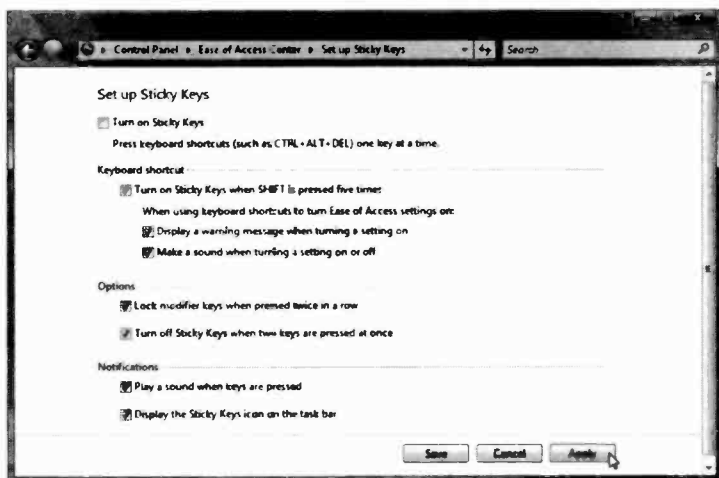 Control Panel ▸ Ease of Access Center ▸ Set up Sticky Keys
Search
Set up Sticky Keys
Turn on Sticky Keys
Press keyboard shortcuts (such as CTRL+ALT+DEL) one key at a time.
Keyboard shortcut
Turn on Sticky Keys when SHIFT is pressed five times
When using keyboard shortcuts to turn Ease of Access settings on:
Display a warning message when turning a setting on
Make a sound when turning a setting on or off
Options
Lock modifier keys when pressed twice in a row
Turn off Sticky Keys when two keys are pressed at once
Notifications
Play a sound when keys are pressed
Display the Sticky Keys icon on the task bar
Save
Cancel
Apply